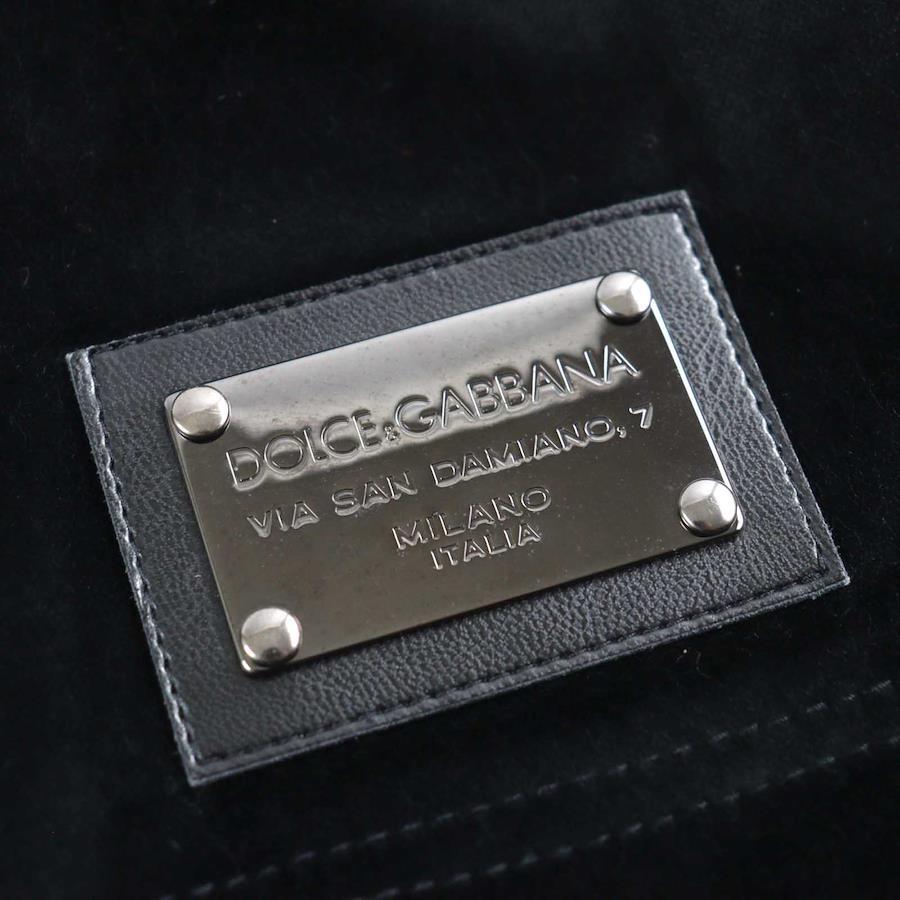 DOLCE&GABBANA
VIA SAN DAMIANO, 7
MILANO
ITALIA